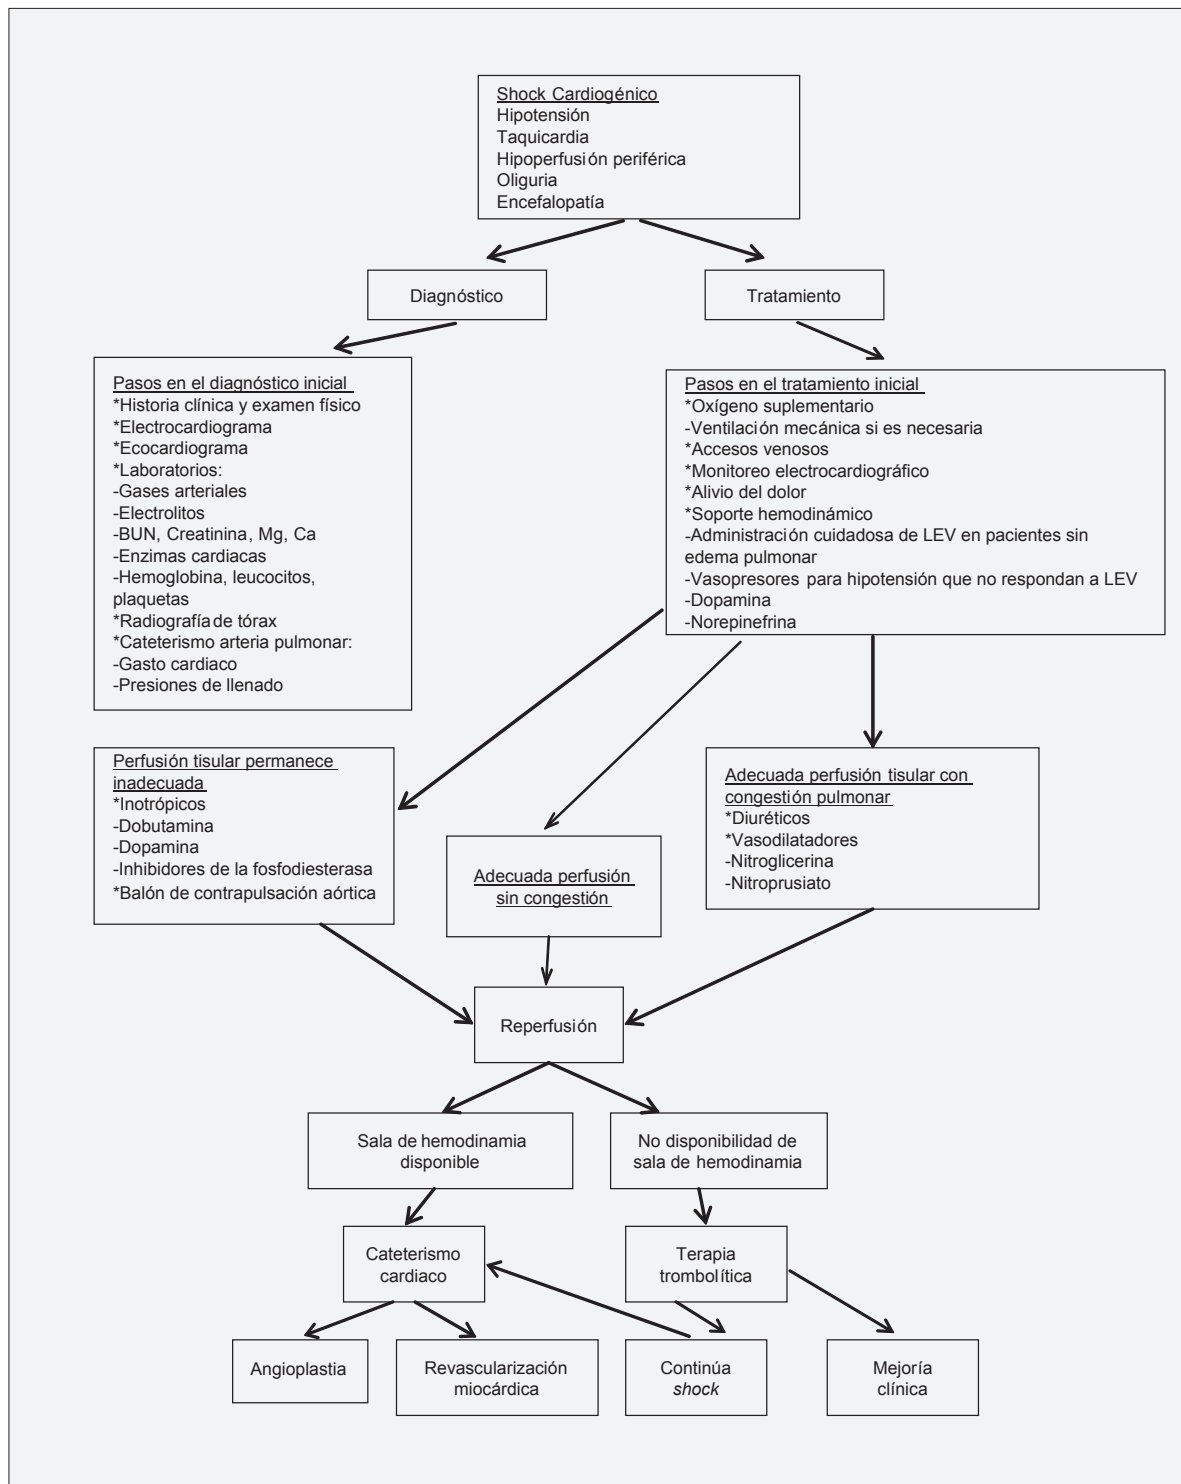 Shock Cardiogénico
Hipotensión
Taquicardia
Hipoperfusión periférica
Oliguria
Encefalopatía
Diagnóstico
Tratamiento
Pasos en el diagnóstico inicial
*Historia clínica y examen físico
*Electrocardiograma
*Ecocardiograma
*Laboratorios:
-Gases arteriales
-Electrolitos
-BUN, Creatinina, Mg, Ca
-Enzimas cardiacas
-Hemoglobina, leucocitos,
plaquetas
*Radiografía de tórax
*Cateterismo arteria pulmonar:
-Gasto cardiaco
-Presiones de llenado
Pasos en el tratamiento inicial
*Oxígeno suplementario
-Ventilación mecánica si es necesaria
*Accesos venosos
*Monitoreo electrocardiográfico
*Alivio del dolor
*Soporte hemodinámico
-Administración cuidadosa de LEV en pacientes sin
edema pulmonar
-Vasopresores para hipotensión que no respondan a LEV
-Dopamina
-Norepinefrina
Perfusión tisular permanece
inadecuada
*Inotrópicos
-Dobutamina
-Dopamina
-Inhibidores de la fosfodiesterasa
*Balón de contrapulsación aórtica
Adecuada perfusión
sin congestión
Adecuada perfusión tisular con
congestión pulmonar
*Diuréticos
*Vasodilatadores
-Nitroglicerina
-Nitroprusiato
Reperfusión
Sala de hemodinamia
disponible
No disponibilidad de
sala de hemodinamia
Cateterismo
cardiaco
Terapia
trombolítica
Angioplastia
Revascularización
miocárdica
Continúa
shock
Mejoría
clínica